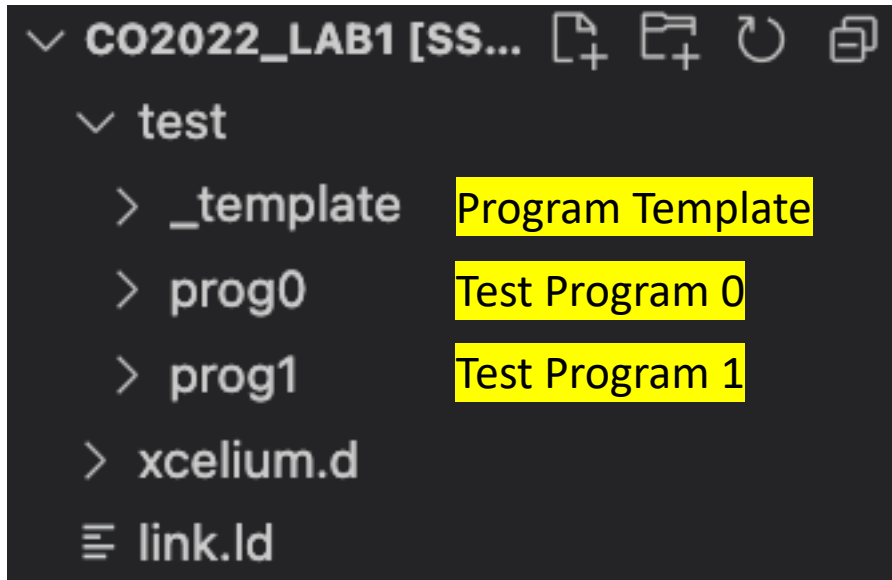 CO2022_LAB1 [SS...
test
_template Program Template
prog0 Test Program 0
prog1 Test Program 1
xcelium.d
link.ld